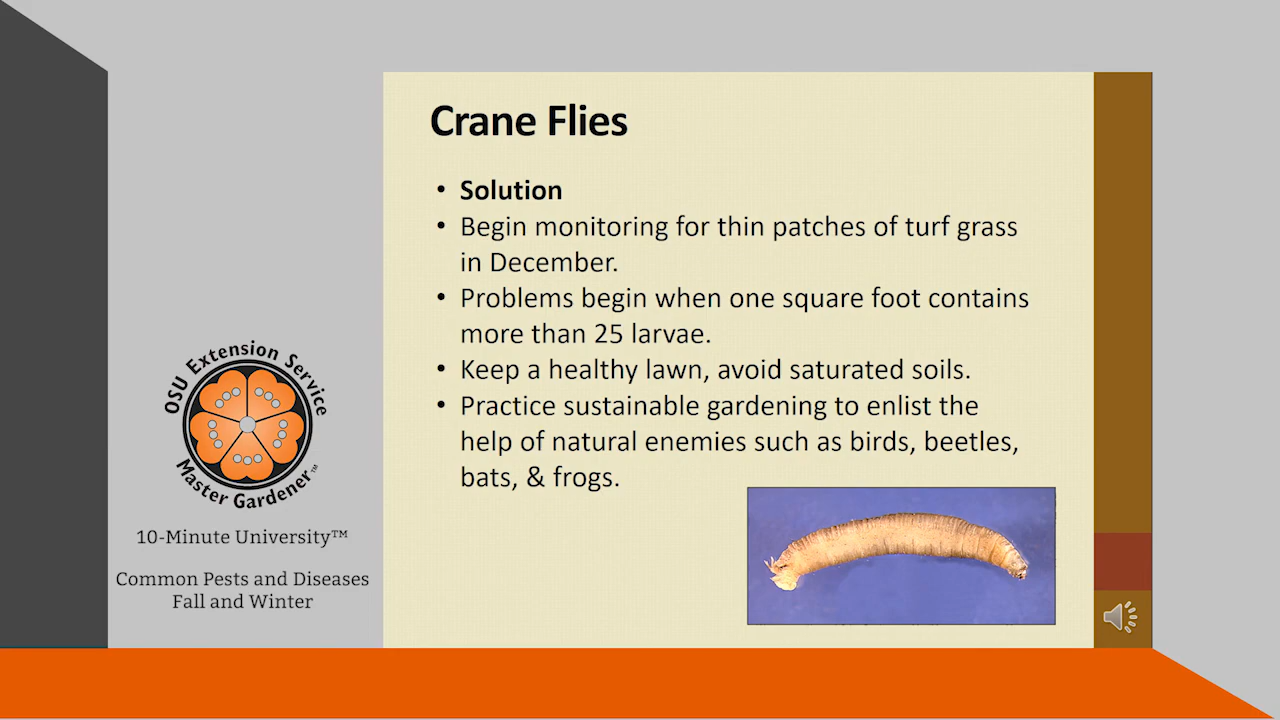 Crane Flies
• Solution
• Begin monitoring for thin patches of turf grass
in December.
• Problems begin when one square foot contains
more than 25 larvae.
• Keep a healthy lawn, avoid saturated soils.
• Practice sustainable gardening to enlist the
help of natural enemies such as birds, beetles,
bats, & frogs.
OSU Extension Service
Master Gardener™
10-Minute University™
Common Pests and Diseases
Fall and Winter